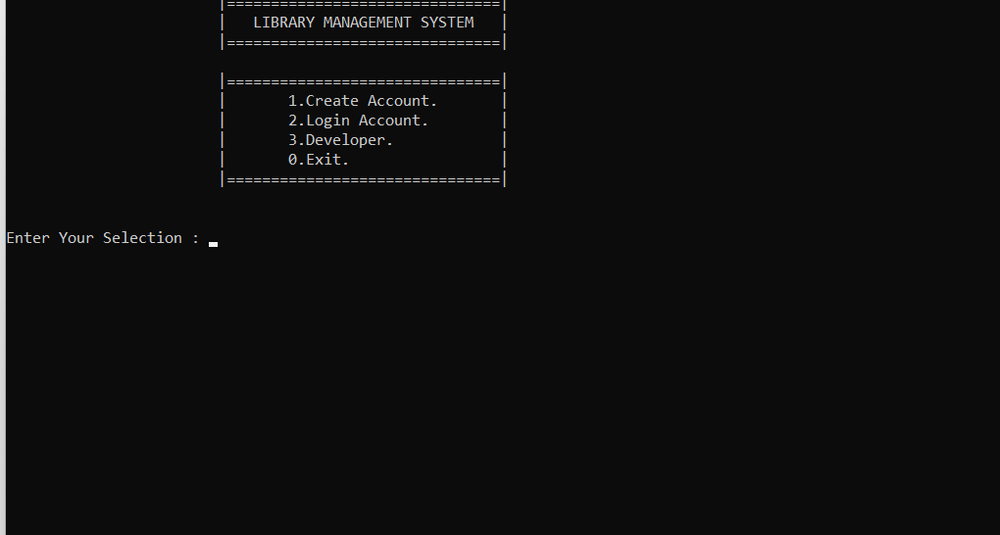 |===============================|
| LIBRARY MANAGEMENT SYSTEM |
|===============================|
|===============================|
| 1.Create Account. |
| 2.Login Account. |
| 3.Developer. |
| 0.Exit. |
|===============================|
Enter Your Selection :